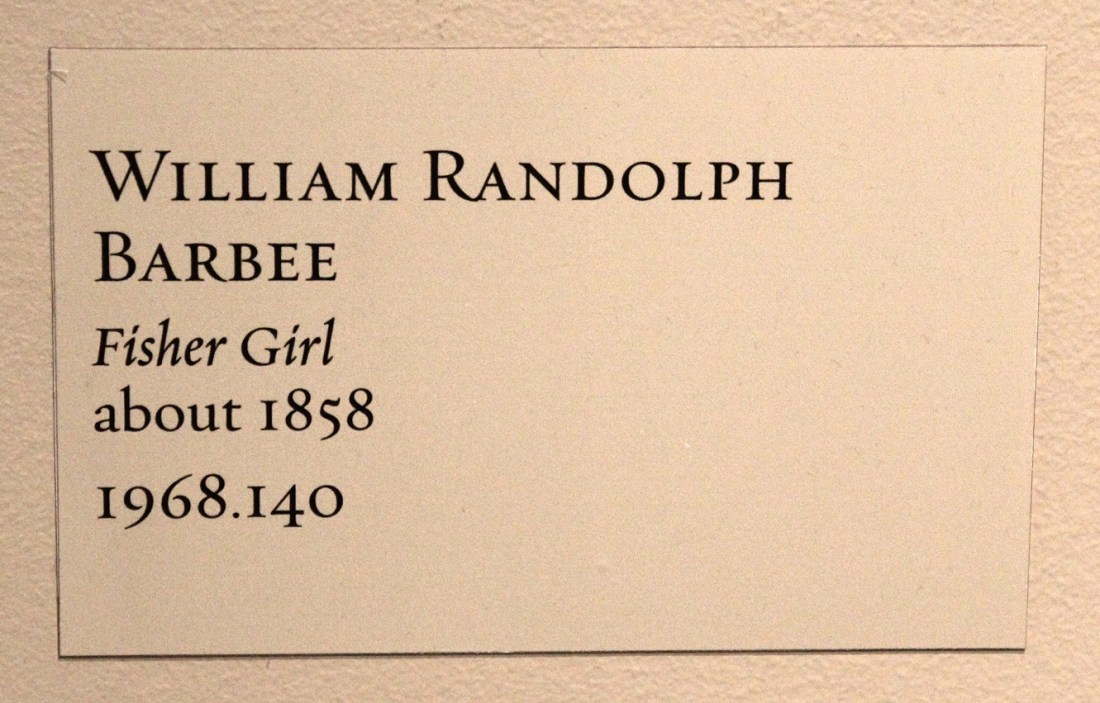 William Randolph
Barbee
Fisher Girl
about 1858
1968.140